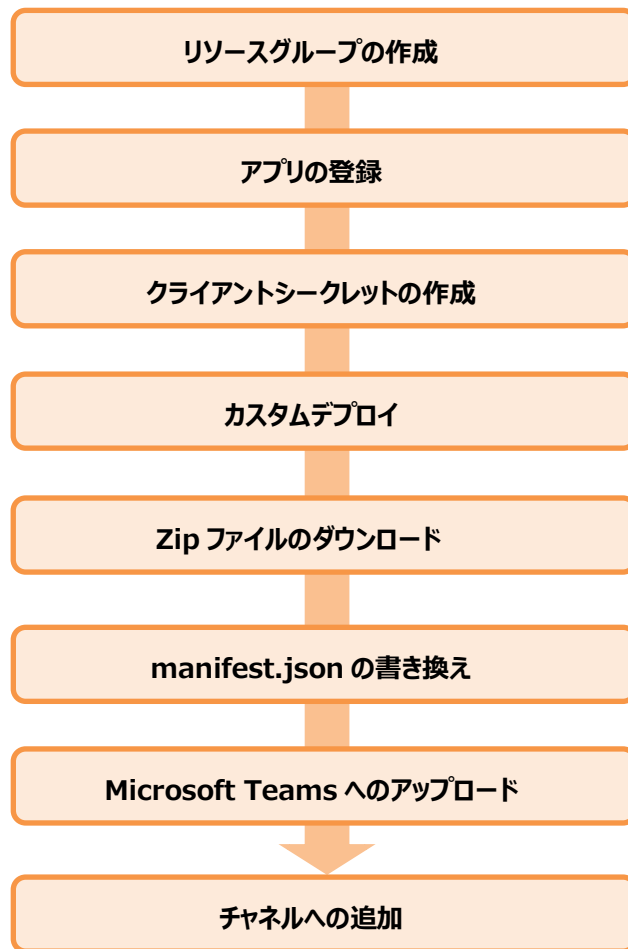 リソースグループの作成
アプリの登録
クライアントシークレットの作成
カスタムデプロイ
Zip ファイルのダウンロード
manifest.json の書き換え
Microsoft Teams へのアップロード
チャネルへの追加